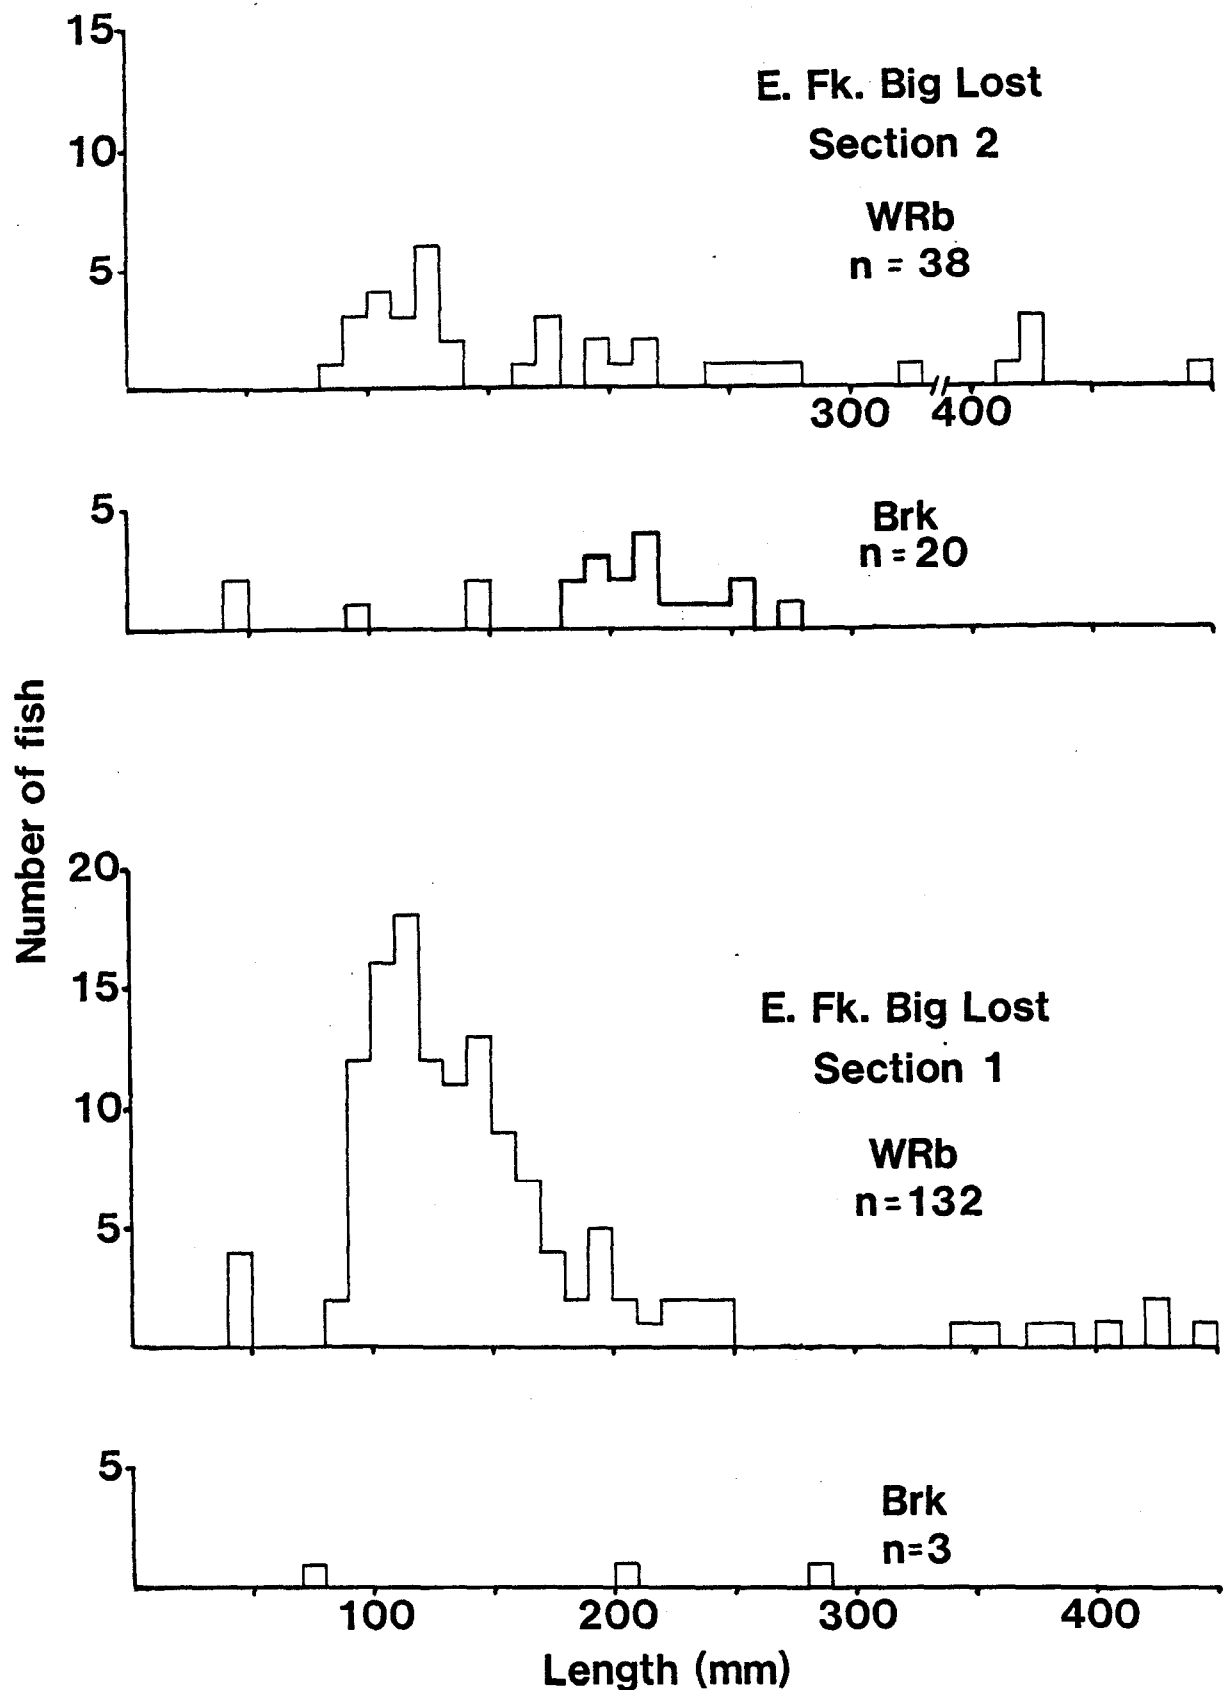 15
10
5
E. Fk. Big Lost
Section 2
WRb
n = 38
300 400
5
Brk
n = 20
Number of fish
20
15
10
5
E. Fk. Big Lost
Section 1
WRb
n = 132
5
Brk
n=3
100 200 300 400
Length (mm)